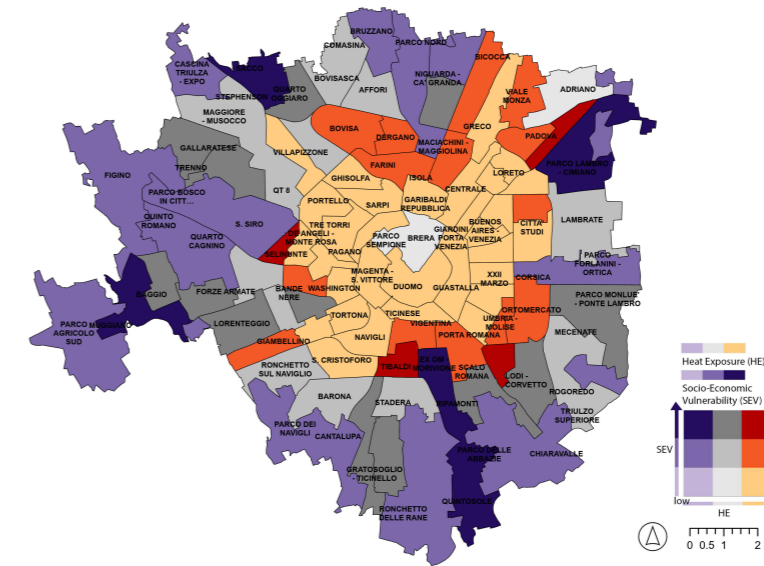 BRUZZANO
COMASINA
PARCO NORD
BICOCCA
CASCINA
TRIULZA
- EXPO
SACCO
BOVISASCA
NIGUARDA -
CA' GRANDA
STEPHENSON
QUARTO
OGGIARO
AFFORI
VIALE
MONZA
ADRIANO
MAGGIORE
- MUSOCCO
BOVISA
DERGANO
GRECO
PADOVA
GALLARATESE
VILLAPIZZONE
MACIACHINI -
MAGGIOLINA
TRENNO
FARINI
PARCO LAMBRO
- CIMIANO
FIGINO
GHISOLFA
ISOLA
LORETO
QT 8
CENTRALE
PARCO BOSCO
IN CITT...
PORTELLO
SARPI
GARIBALDI
REPUBBLICA
QUINTO
ROMANO
S. SIRO
TRE TORRI
DE ANGELI -
MONTE ROSA
PARCO
SEMPIONE
BRERA
GIARDINI
PORTA
VENEZIA
BUENOS
AIRES -
VENEZIA
CITTA'
STUDI
LAMBRATE
QUARTO
CAGNINO
SELINUNTE
PAGANO
PARCO
FORLANINI -
ORTICA
MAGENTA -
S. VITTORE
XXII
MARZO
CORSICA
BAGGIO
FORZE ARMATE
BANDE
NERE
WASHINGTON
DUOMO
GUASTALLA
PARCO MONLUE'
- PONTE LAMBRO
PARCO
AGRICOLO
SUD
MUGGIANO
LORENTEGGIO
TORTONA
TICINESE
VIGENTINA
UMBRIA -
MOLISE
ORTOMERCATO
GIAMBELLINO
NAVIGLI
PORTA ROMANA
MECENATE
RONCHETTO
SUL NAVIGLIO
S. CRISTOFORO
TIBALDI
EX OM -
MORIVIONE
SCALO
ROMANA
LODI -
CORVETTO
BARONA
STADERA
RIPAMONTI
ROGOREDO
TRIULZO
SUPERIORE
PARCO DEI
NAVIGLI
CANTALUPA
PARCO DELLE
ABBAZIE
CHIARAVALLE
GRATOSOGLIO
- TICINELLO
QUINTOSOLE
RONCHETTO
DELLE RANE
Heat Exposure (HE)
Socio-Economic
Vulnerability (SEV)
SEV
low
HE
0 0.5 1 2